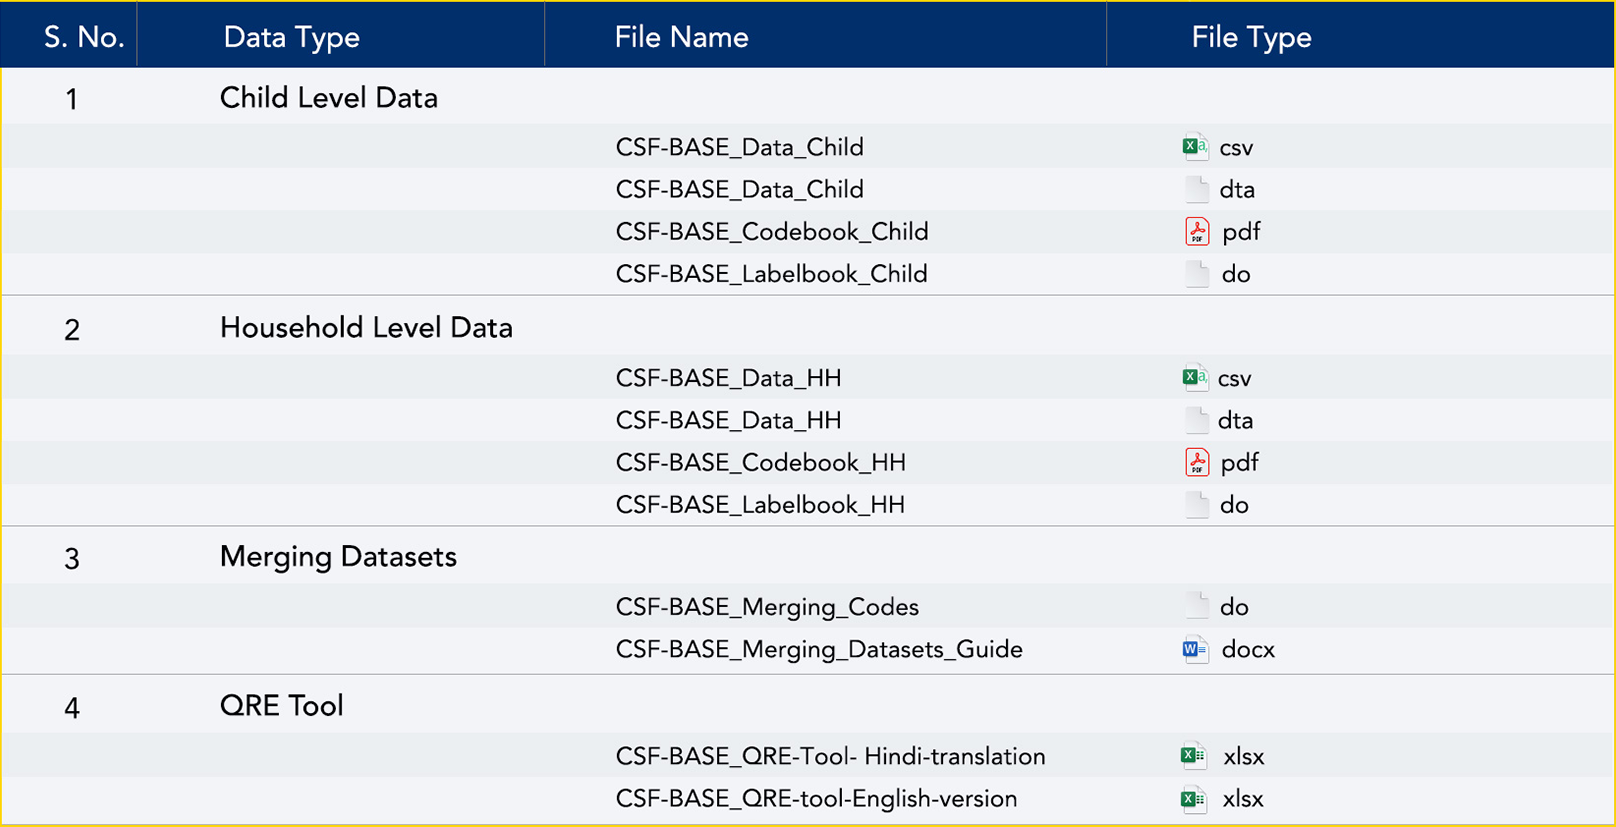 S. No. Data Type File Name File Type
1 Child Level Data
CSF-BASE_Data_Child csv
CSF-BASE_Data_Child dta
CSF-BASE_Codebook_Child pdf
CSF-BASE_Labelbook_Child do
2 Household Level Data
CSF-BASE_Data_HH csv
CSF-BASE_Data_HH dta
CSF-BASE_Codebook_HH pdf
CSF-BASE_Labelbook_HH do
3 Merging Datasets
CSF-BASE_Merging_Codes do
CSF-BASE_Merging_Datasets_Guide docx
4 QRE Tool
CSF-BASE_QRE-Tool- Hindi-translation xlsx
CSF-BASE_QRE-tool-English-version xlsx